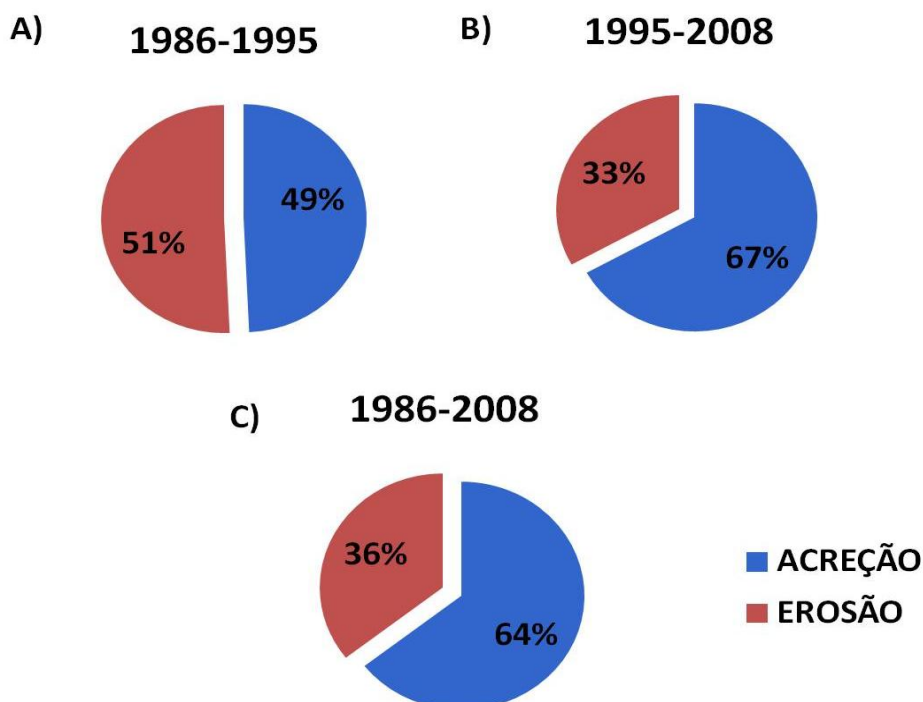 A)
1986-1995
49%
51%
B)
1995-2008
33%
67%
C)
1986-2008
36%
64%
ACREÇÃO
EROSÃO